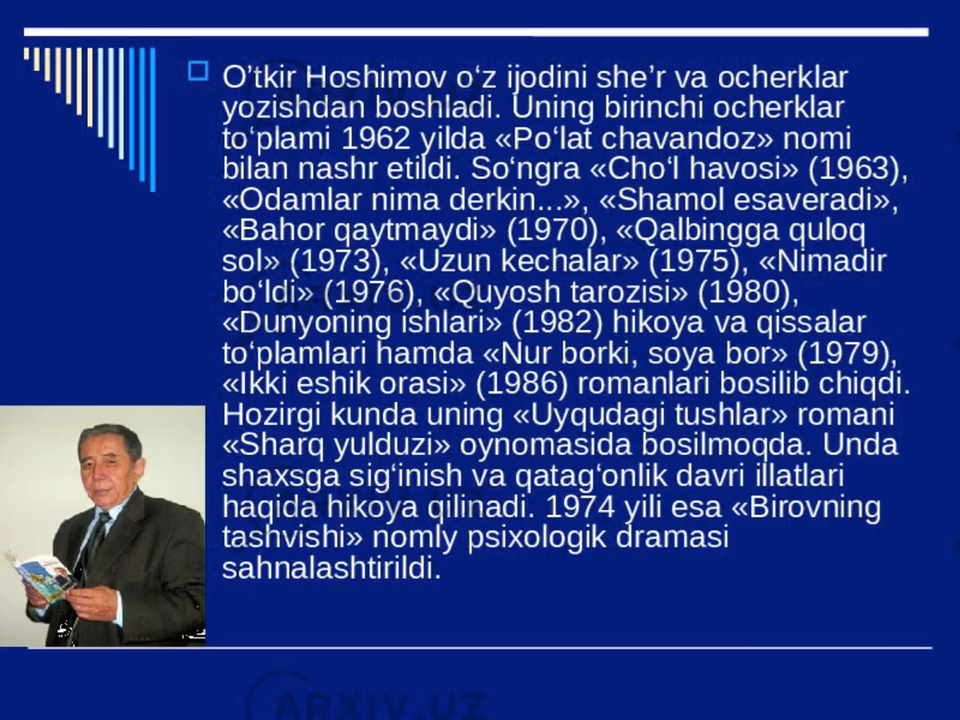 O’tkir Hoshimov o‘z ijodini she’r va ocherklar
yozishdan boshladi. Uning birinchi ocherklar
to‘plami 1962 yilda «Po‘lat chavandoz» nomi
bilan nashr etildi. So‘ngra «Cho‘l havosi» (1963),
«Odamlar nima derkin...», «Shamol esaveradi»,
«Bahor qaytmaydi» (1970), «Qalbingga quloq
sol» (1973), «Uzun kechalar» (1975), «Nimadir
bo‘ldi» (1976), «Quyosh tarozisi» (1980),
«Dunyoning ishlari» (1982) hikoya va qissalar
to‘plamlari hamda «Nur borki, soya bor» (1979),
«Ikki eshik orasi» (1986) romanlari bosilib chiqdi.
Hozirgi kunda uning «Uyqudagi tushlar» romani
«Sharq yulduzi» oynomasida bosilmoqda. Unda
shaxsga sig‘inish va qatag‘onlik davri illatlari
haqida hikoya qilinadi. 1974 yili esa «Birovning
tashvishi» nomly psixologik dramasi
sahnalashtirildi.
ARXIV.UZ